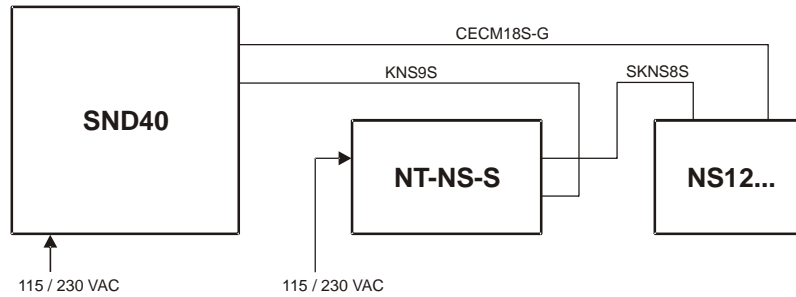 CECM18S-G
KNS9S
SKNS8S
SND40
NT-NS-S
NS12...
115 / 230 VAC
115 / 230 VAC